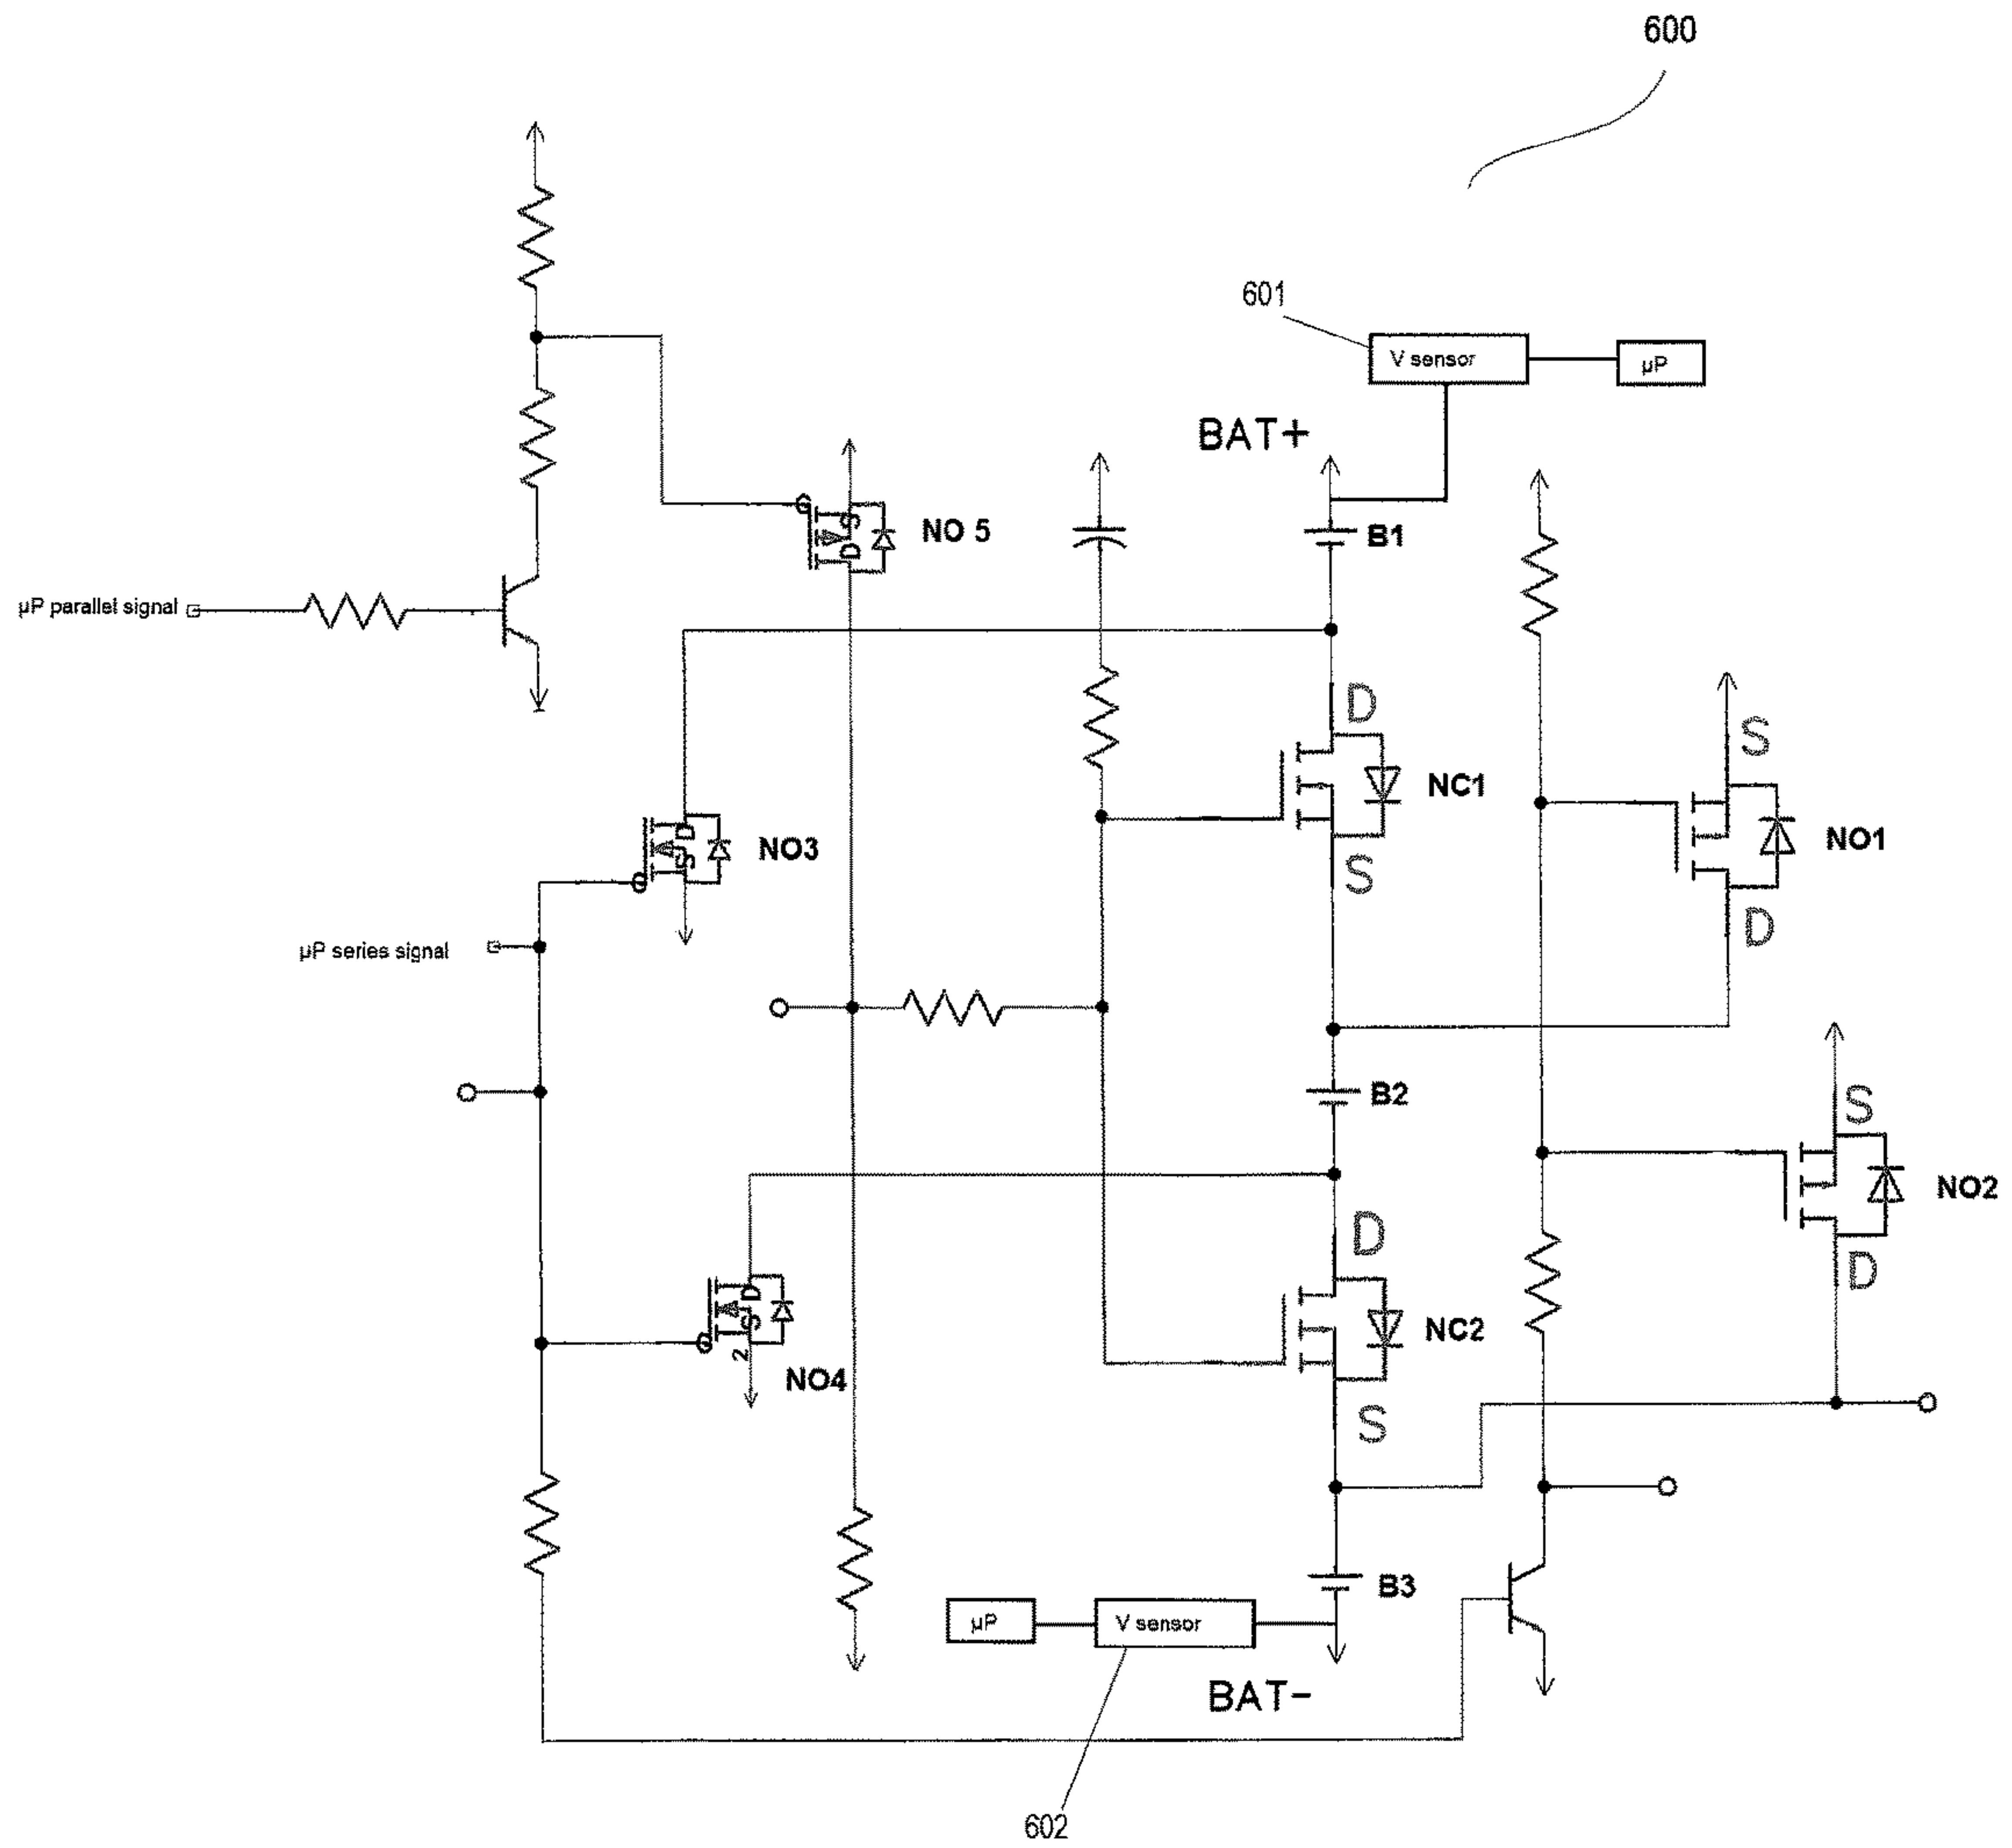 600
601
V sensor
µP
BAT+
B1
G
S
D
NO 5
µP parallel signal
D
NC1
S
S
NO1
D
D
S
G
NO3
µP series signal
B2
S
NO2
D
D
NC2
S
D
S
G
2
NO4
B3
µP
V sensor
BAT-
602